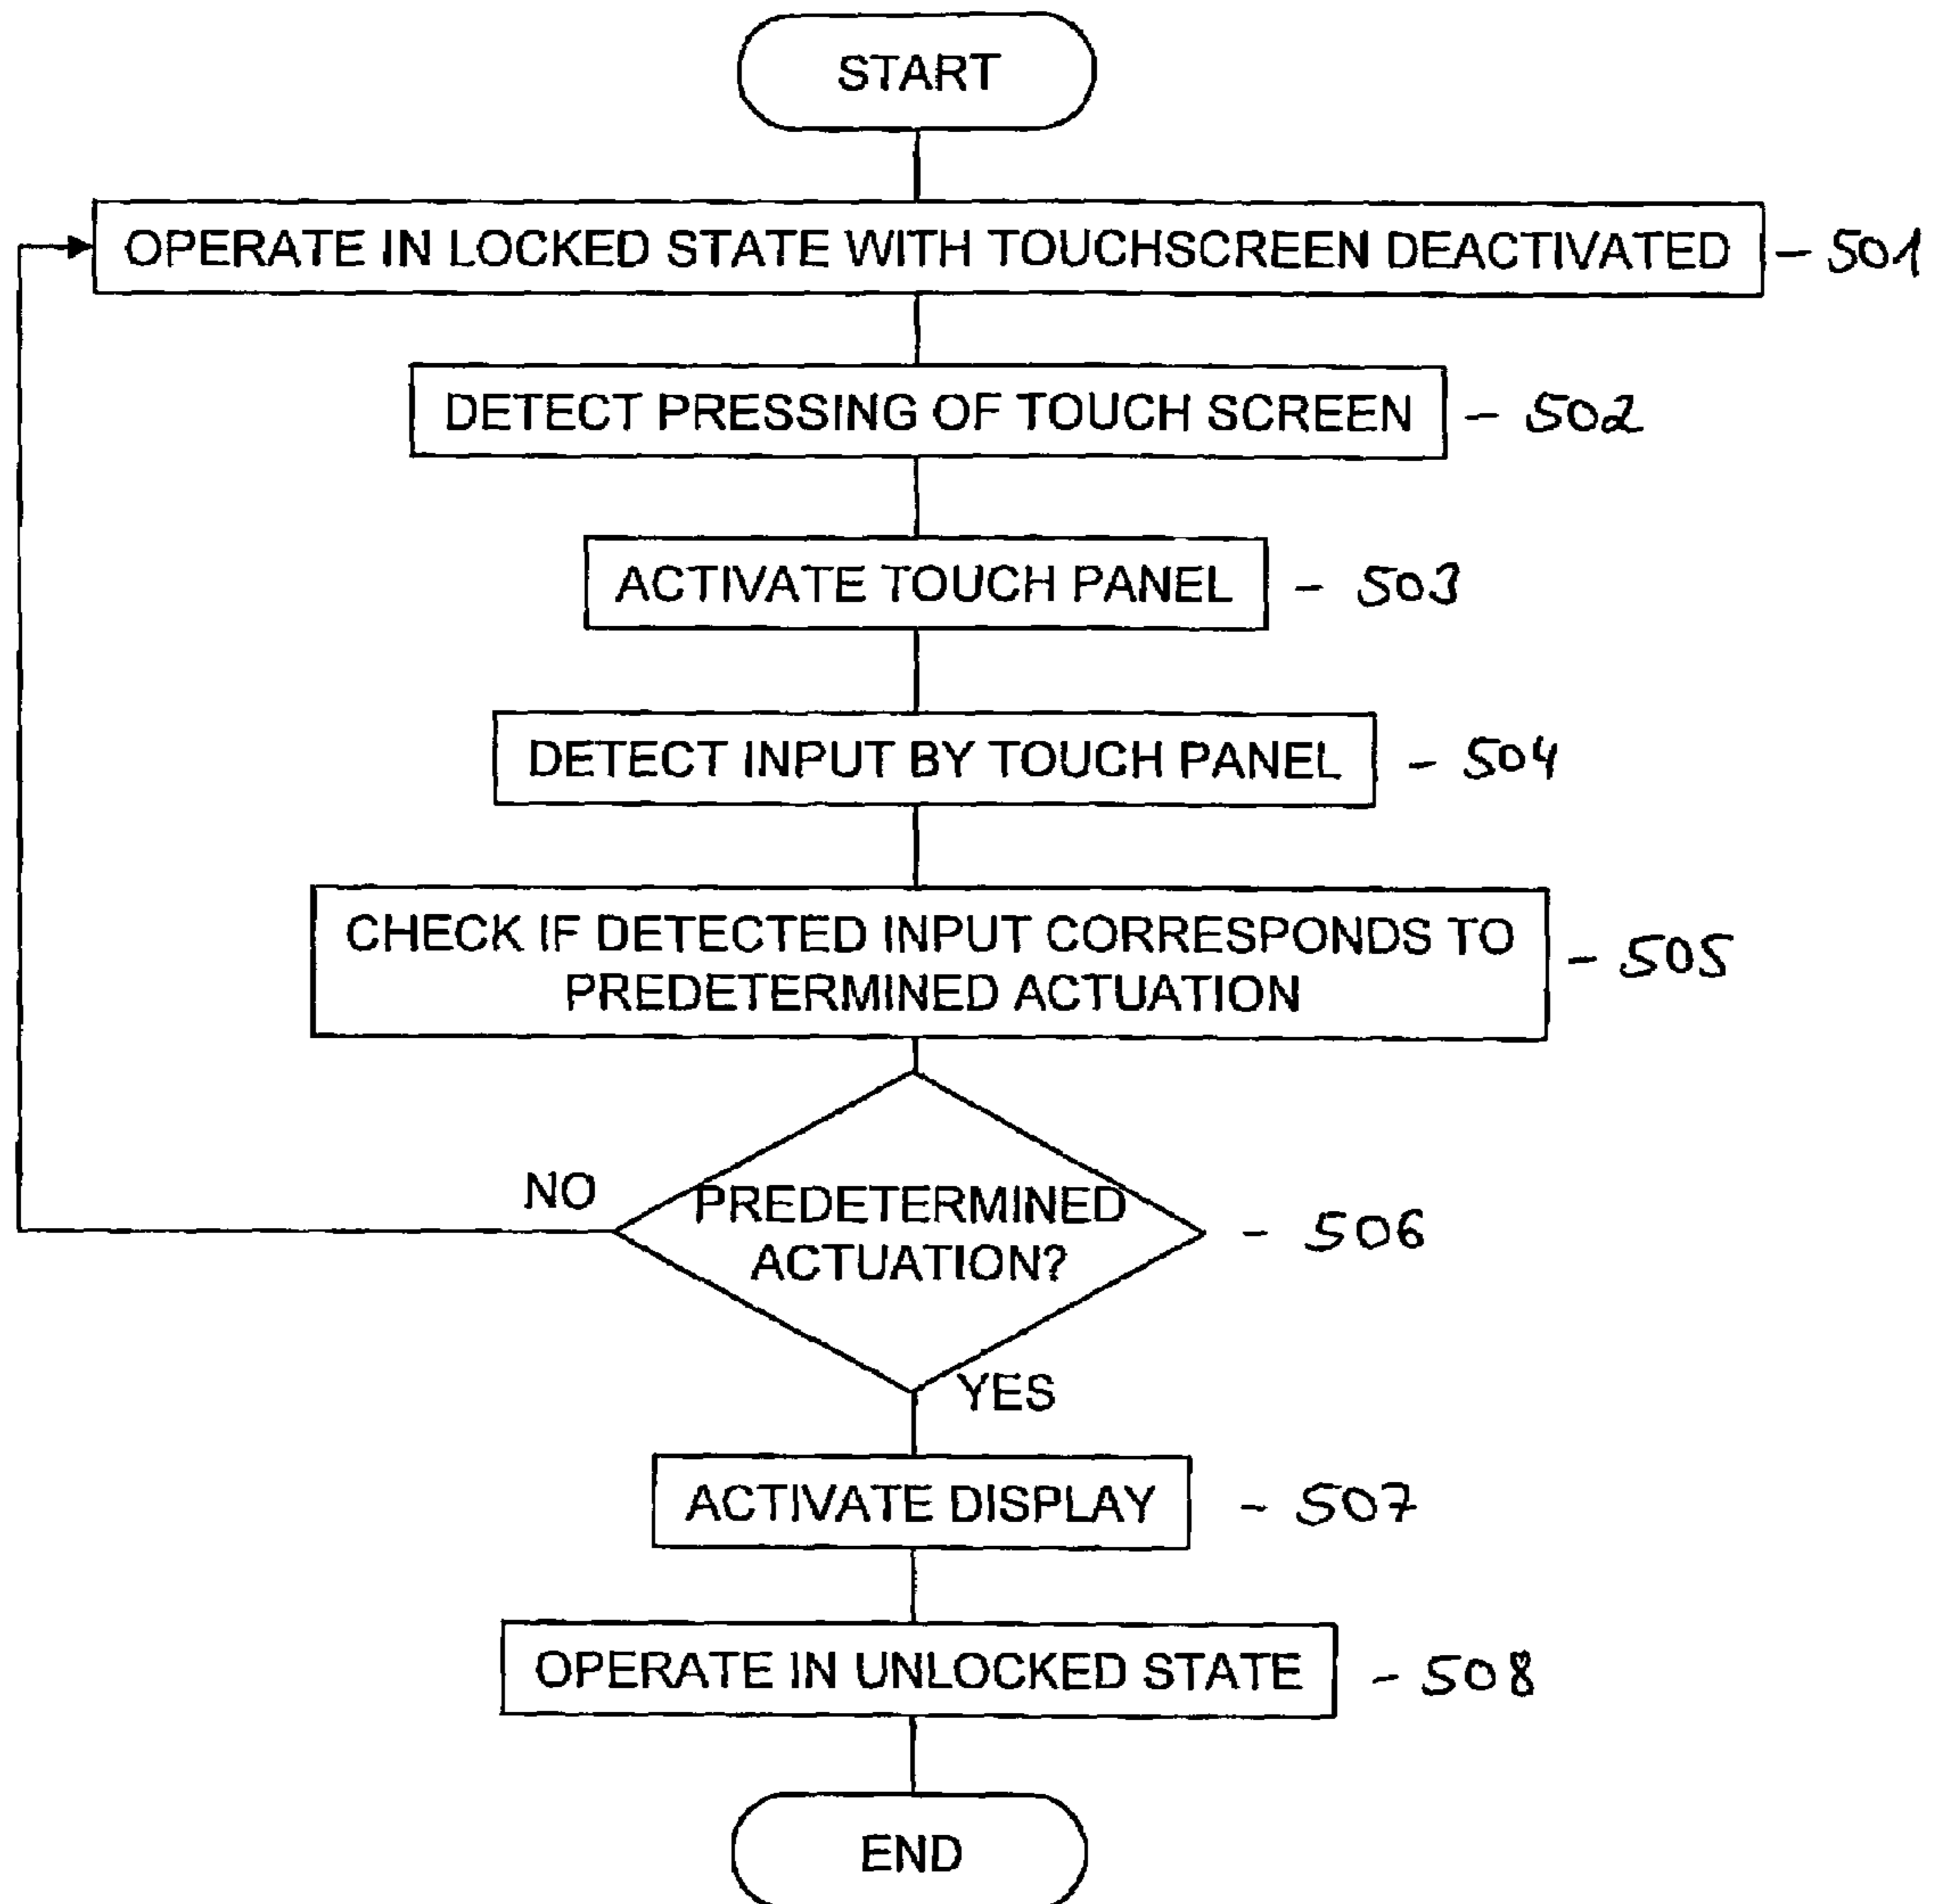 START
OPERATE IN LOCKED STATE WITH TOUCHSCREEN DEACTIVATED - 501
DETECT PRESSING OF TOUCH SCREEN - 502
ACTIVATE TOUCH PANEL - 503
DETECT INPUT BY TOUCH PANEL - 504
CHECK IF DETECTED INPUT CORRESPONDS TO
PREDETERMINED ACTUATION
- 505
NO
PREDETERMINED
ACTUATION?
- 506
YES
ACTIVATE DISPLAY - 507
OPERATE IN UNLOCKED STATE - 508
END